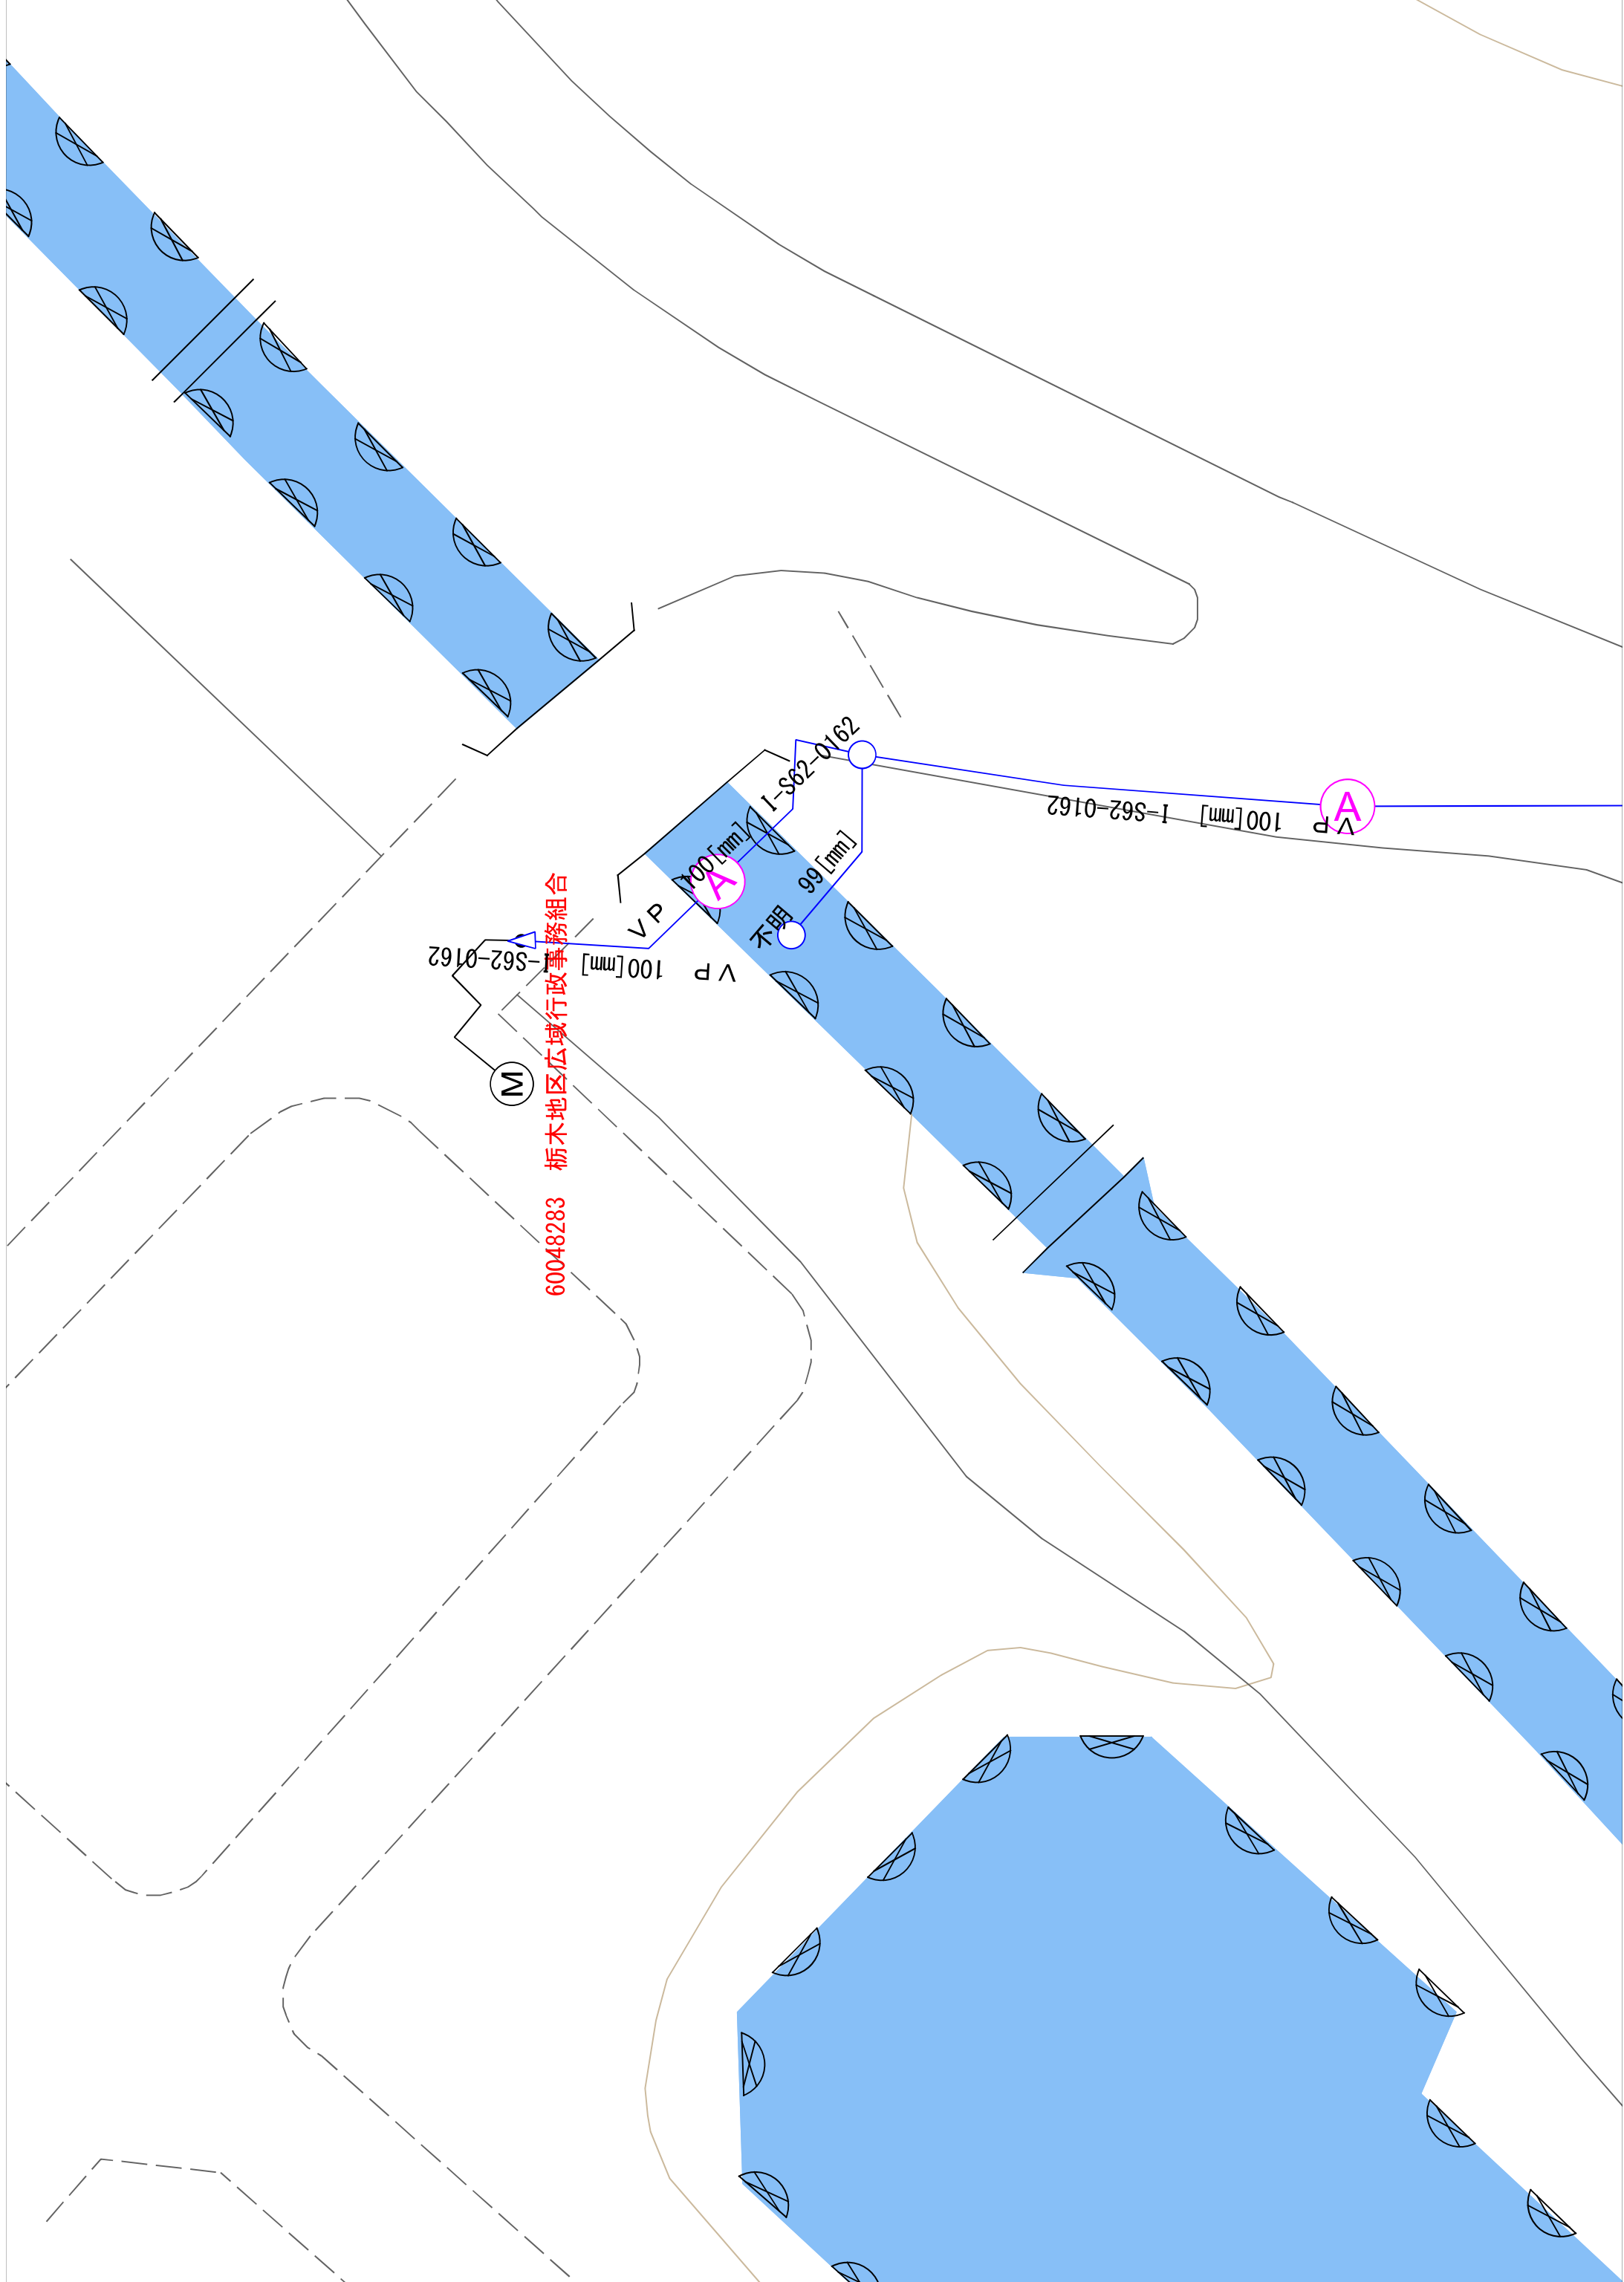 I-S62-0162
ＶＰ 100[mm]
ＶＰ 100[mm] I-S62-0162
A
不明 99[mm]
A
ＶＰ 100[mm] I-S62-0162
M
60048283 栃木地区広域行政事務組合